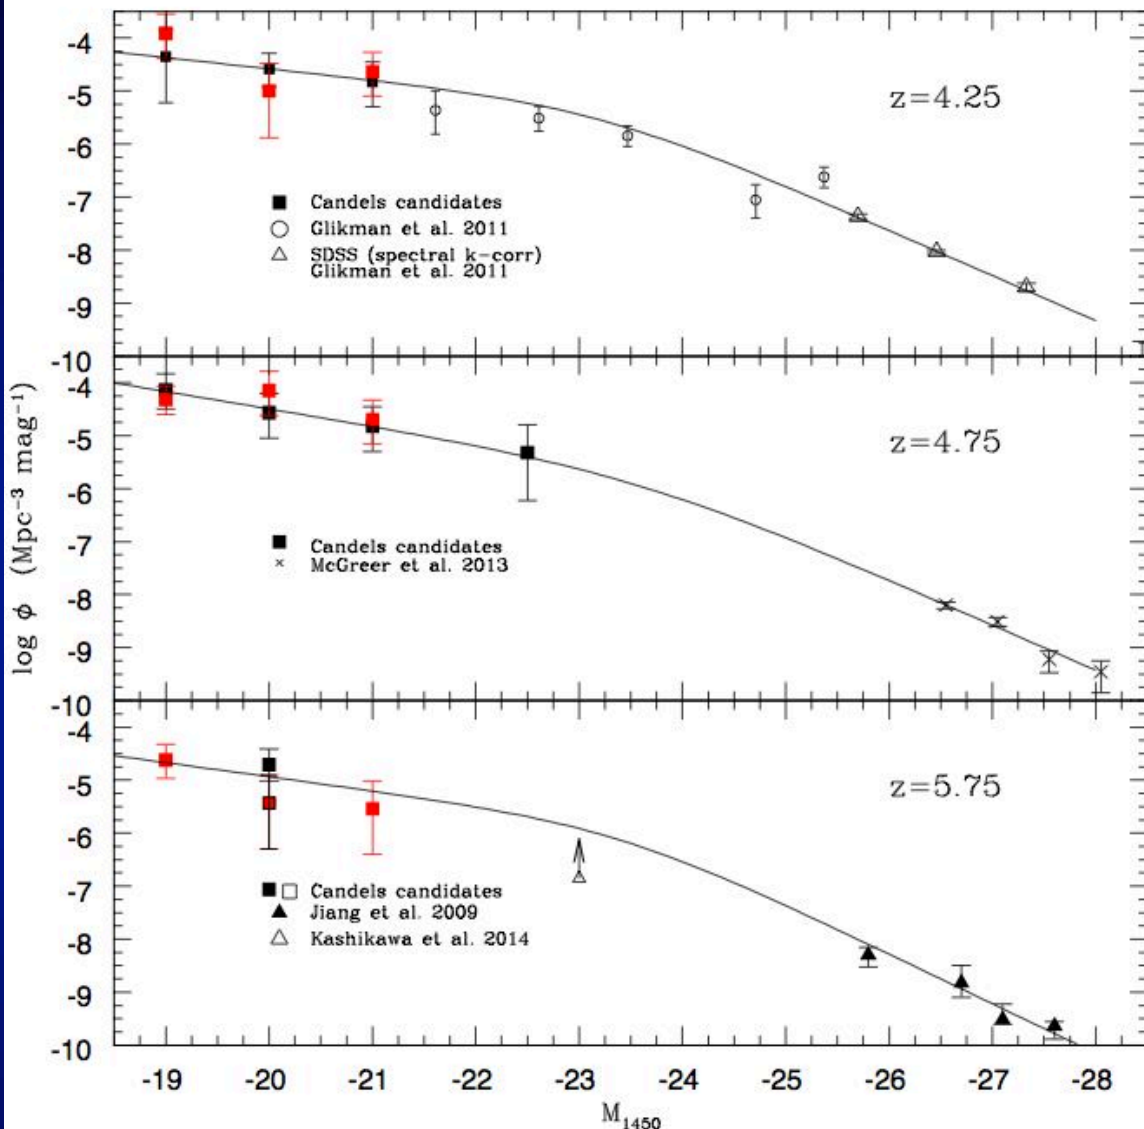 -4
-5
-6
-7
-8
-9
-10
z=4.25
Candels candidates
Glikman et al. 2011
SDSS (spectral k-corr)
Glikman et al. 2011
-4
-5
-6
-7
-8
-9
-10
z=4.75
Candels candidates
McGreer et al. 2013
log ϕ (Mpc⁻³ mag⁻¹)
-4
-5
-6
-7
-8
-9
-10
z=5.75
Candels candidates
Jiang et al. 2009
Kashikawa et al. 2014
-19 -20 -21 -22 -23 -24 -25 -26 -27 -28
M₁₄₅₀